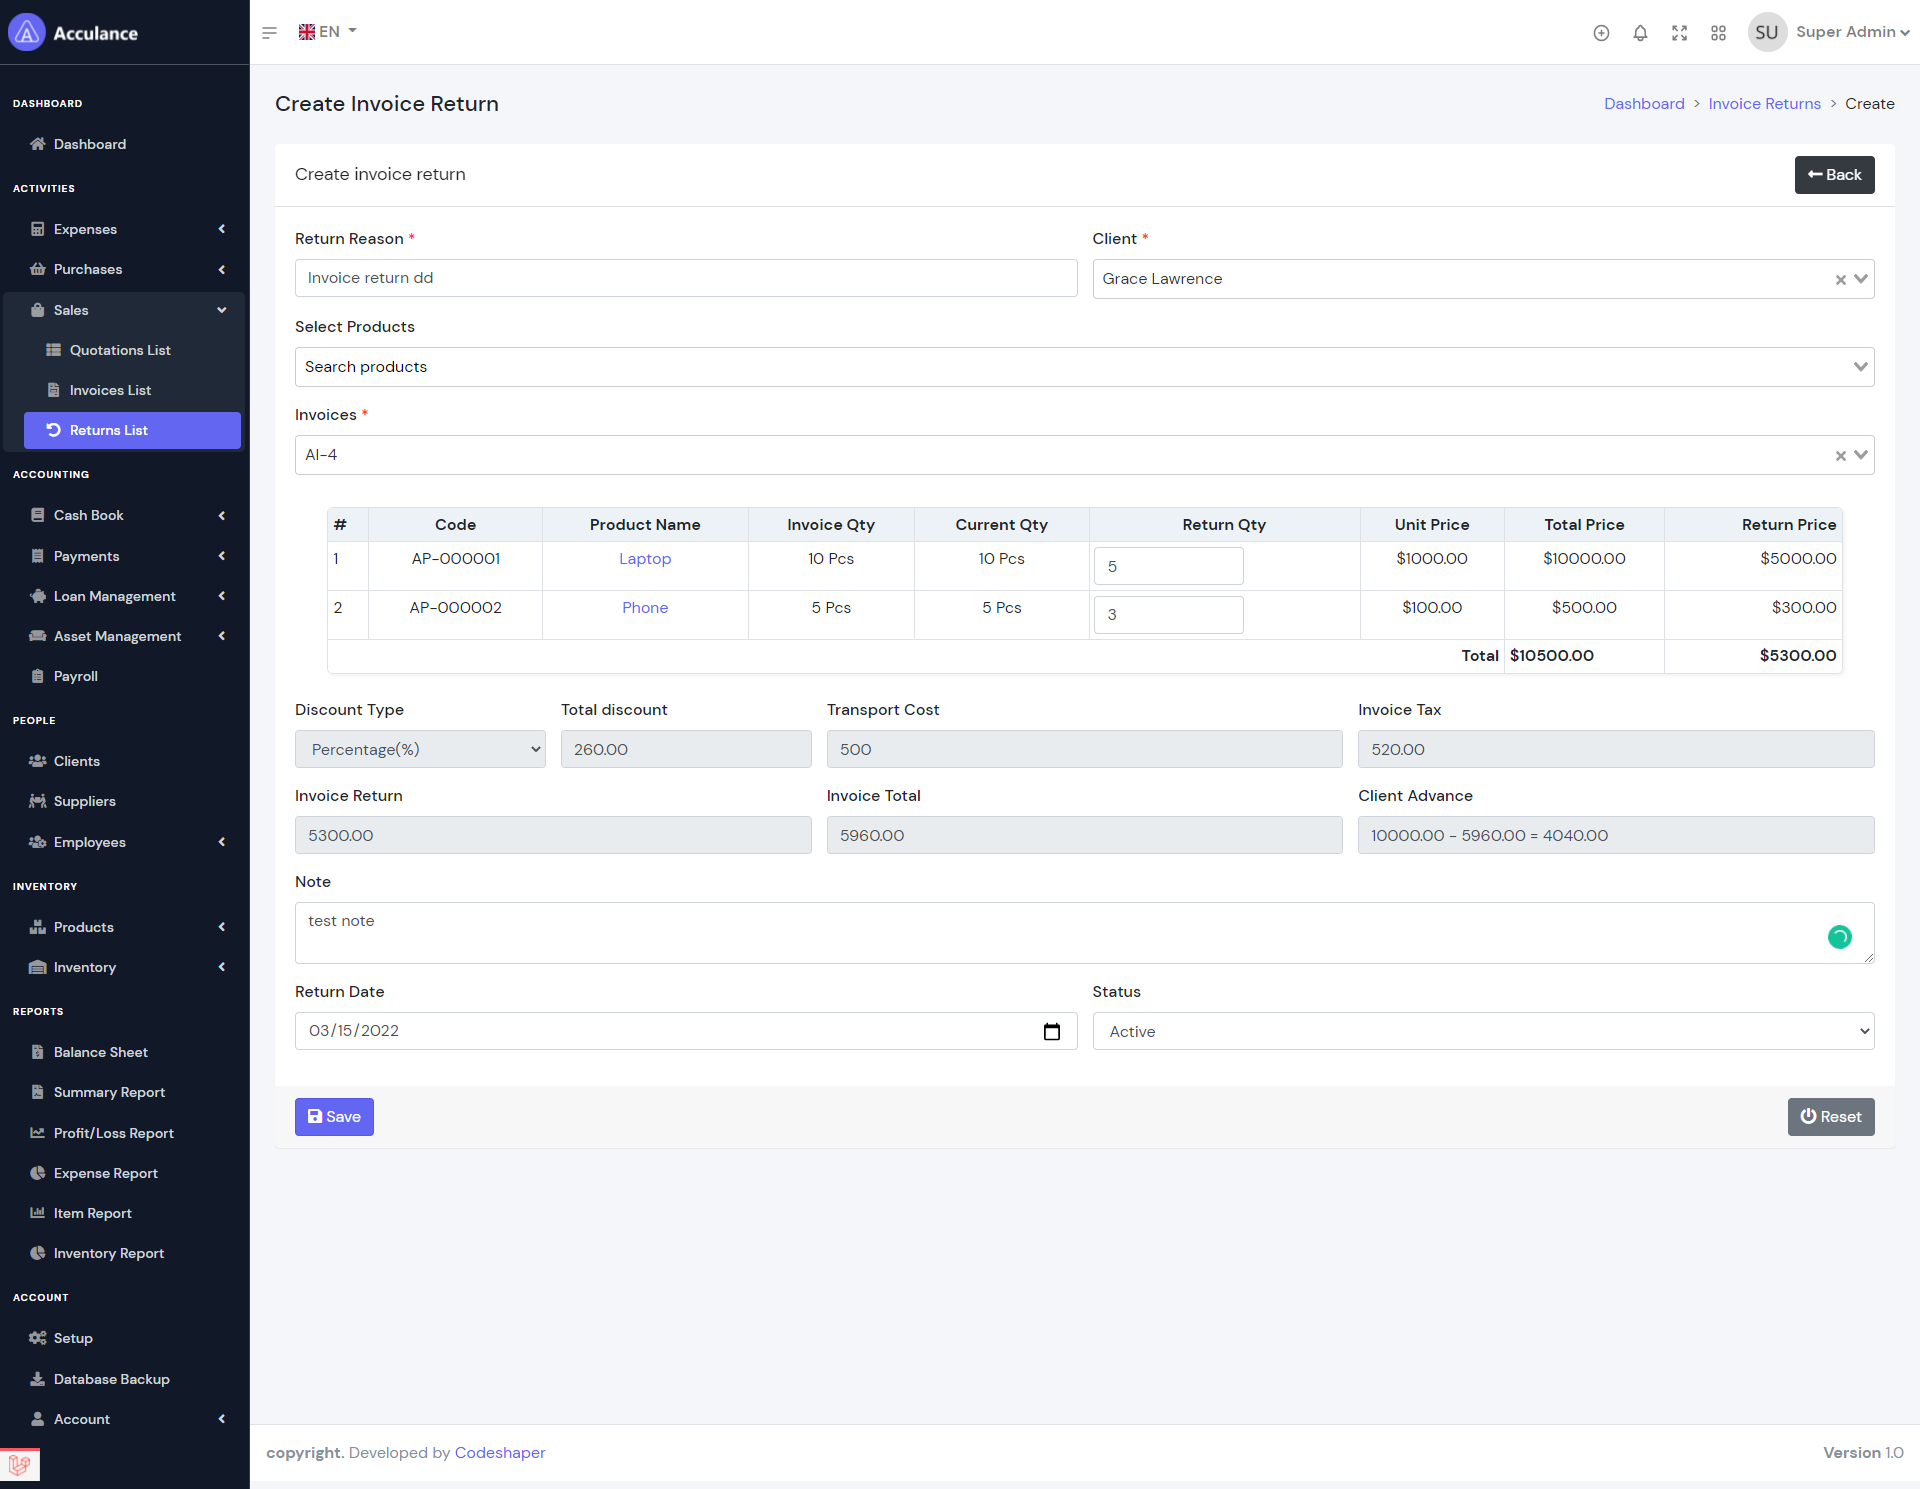 Acculance
EN
SU Super Admin
DASHBOARD
Dashboard
ACTIVITIES
Expenses
Purchases
Sales
Quotations List
Invoices List
Returns List
ACCOUNTING
Cash Book
Payments
Loan Management
Asset Management
Payroll
PEOPLE
Clients
Suppliers
Employees
INVENTORY
Products
Inventory
REPORTS
Balance Sheet
Summary Report
Profit/Loss Report
Expense Report
Item Report
Inventory Report
ACCOUNT
Setup
Database Backup
Account
Create Invoice Return
Dashboard > Invoice Returns > Create
Create invoice return
Back
Return Reason * Client *
Invoice return dd Grace Lawrence
Select Products
Search products
Invoices *
AI-4
# Code Product Name Invoice Qty Current Qty Return Qty Unit Price Total Price Return Price
1 AP-000001 Laptop 10 Pcs 10 Pcs 5 $1000.00 $10000.00 $5000.00
2 AP-000002 Phone 5 Pcs 5 Pcs 3 $100.00 $500.00 $300.00
Total $10500.00 $5300.00
Discount Type Total discount Transport Cost Invoice Tax
Percentage(%) 260.00 500 520.00
Invoice Return Invoice Total Client Advance
5300.00 5960.00 10000.00 - 5960.00 = 4040.00
Note
test note
Return Date Status
03/15/2022 Active
Save Reset
copyright. Developed by Codeshaper Version 1.0